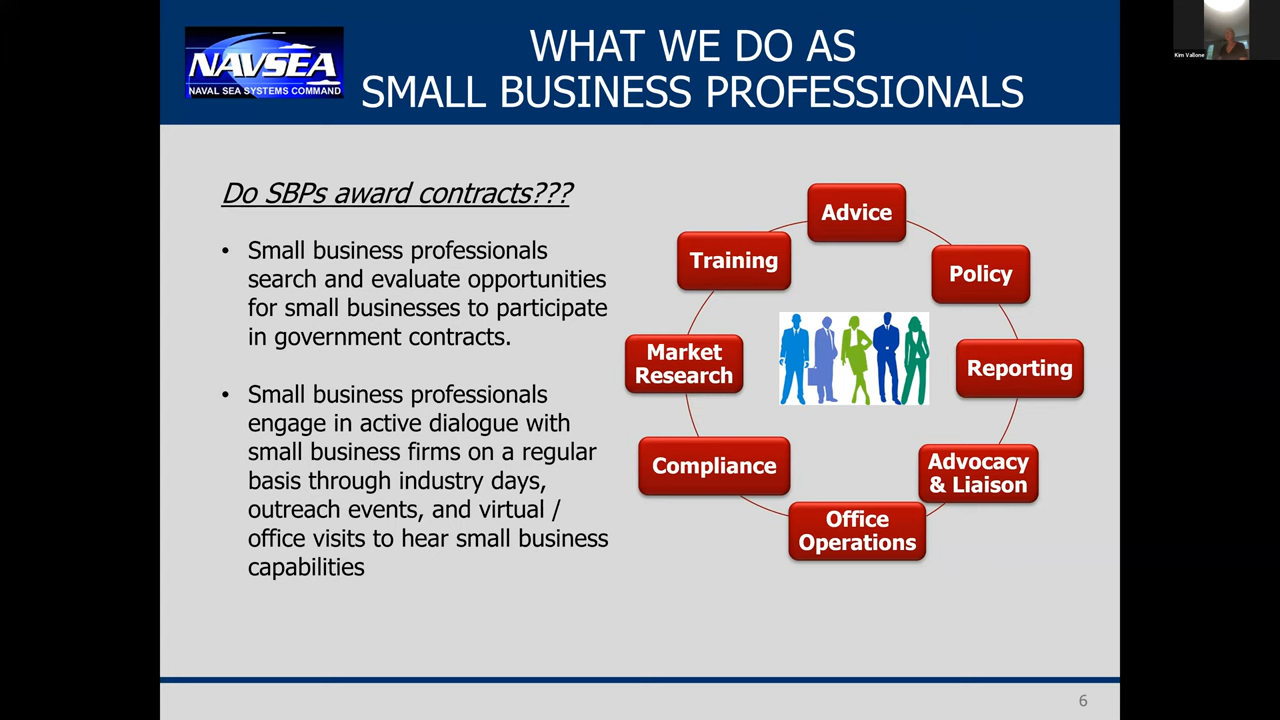 NAVSEA
NAVAL SEA SYSTEMS COMMAND
WHAT WE DO AS
SMALL BUSINESS PROFESSIONALS
Kim Vallone
Do SBPs award contracts???
• Small business professionals
search and evaluate opportunities
for small businesses to participate
in government contracts.
• Small business professionals
engage in active dialogue with
small business firms on a regular
basis through industry days,
outreach events, and virtual /
office visits to hear small business
capabilities
Advice
Policy
Reporting
Advocacy
& Liaison
Office
Operations
Compliance
Market
Research
Training
6